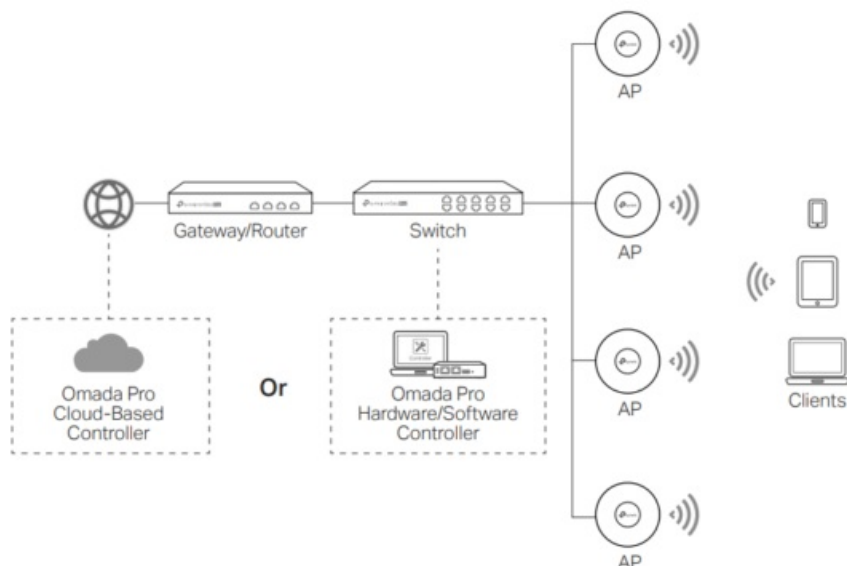 AP
AP
Gateway/Router
Switch
Omada Pro
Cloud-Based
Controller
Or
Controller
Omada Pro
Hardware/Software
Controller
AP
Clients
AP